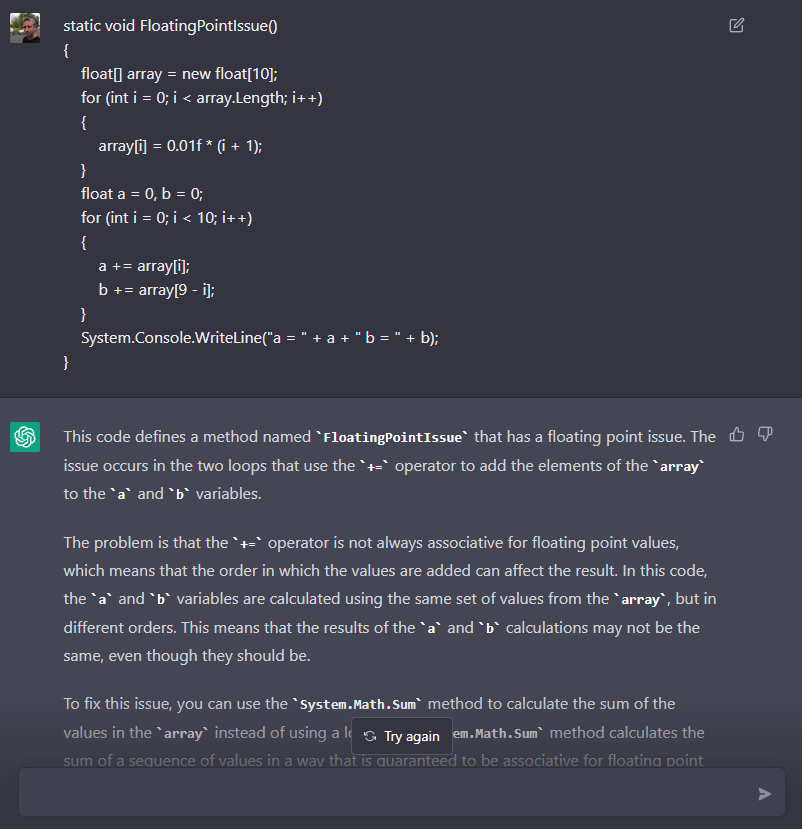 static void FloatingPointIssue()
{
float[] array = new float[10];
for (int i = 0; i < array.Length; i++)
{
array[i] = 0.01f * (i + 1);
}
float a = 0, b = 0;
for (int i = 0; i < 10; i++)
{
a += array[i];
b += array[9 - i];
}
System.Console.WriteLine("a = " + a + " b = " + b);
}
This code defines a method named `FloatingPointIssue` that has a floating point issue. The
issue occurs in the two loops that use the `+=` operator to add the elements of the `array`
to the `a` and `b` variables.
The problem is that the `+=` operator is not always associative for floating point values,
which means that the order in which the values are added can affect the result. In this code,
the `a` and `b` variables are calculated using the same set of values from the `array`, but in
different orders. This means that the results of the `a` and `b` calculations may not be the
same, even though they should be.
To fix this issue, you can use the `System.Math.Sum` method to calculate the sum of the
values in the `array` instead of using a lo em.Math.Sum` method calculates the
Try again
sum of a sequence of values in a way that is guaranteed to be associative for floating point